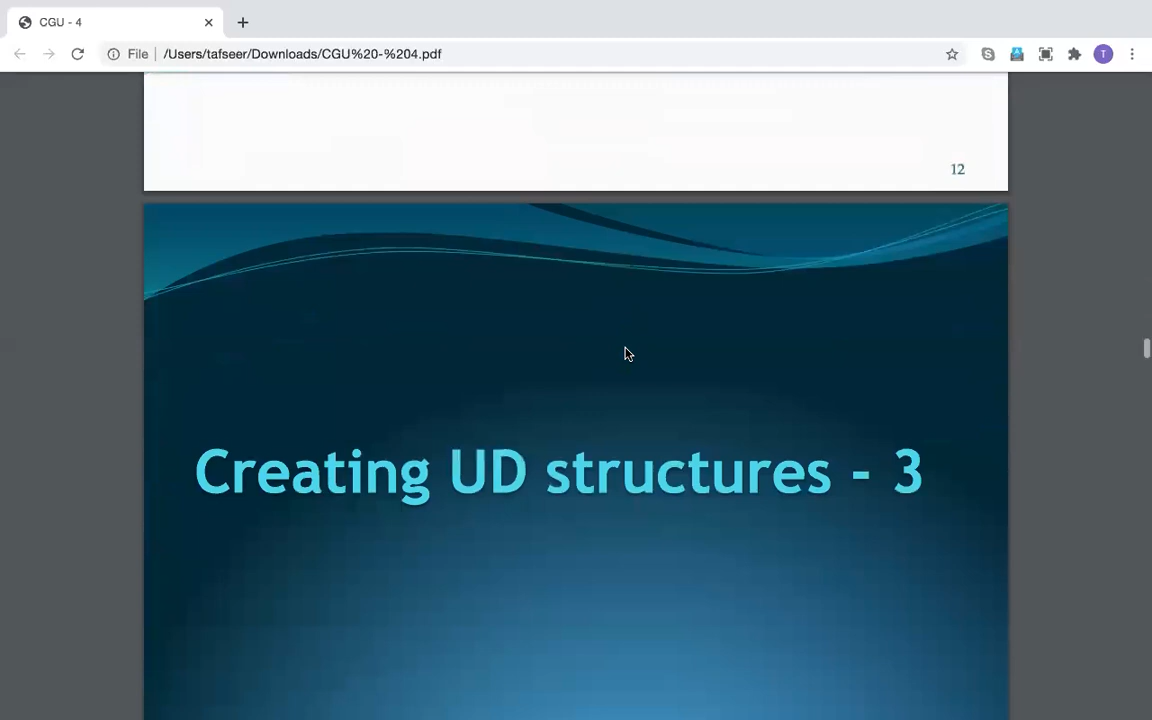 CGU - 4
File
/Users/tafseer/Downloads/CGU%20-%204.pdf
T
12
Creating UD structures - 3